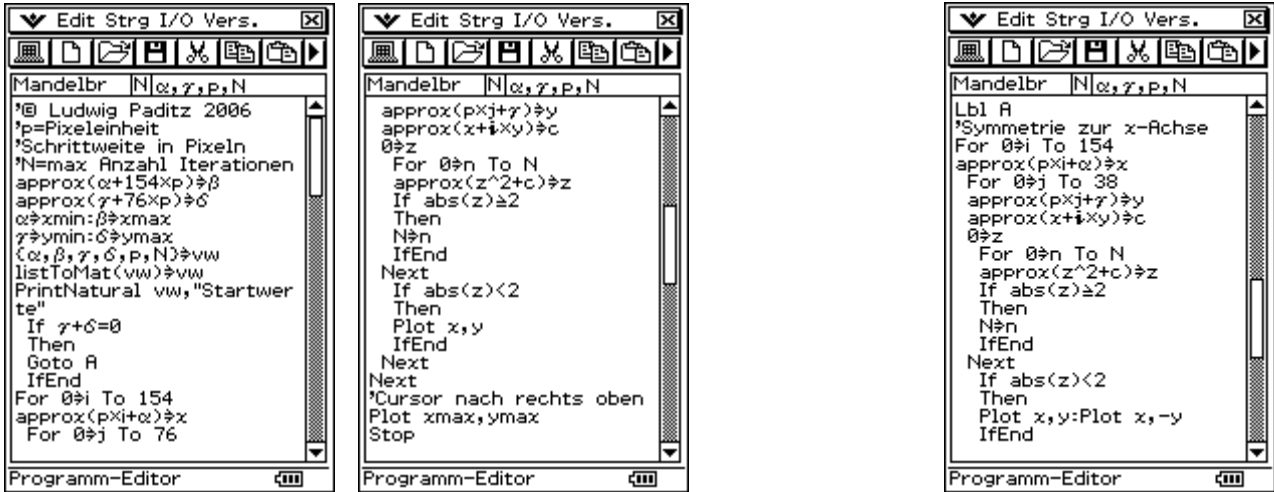 Edit Strg I/O Vers.
Mandelbr N α,γ,p,N
'© Ludwig Paditz 2006
'p=Pixeleinheit
'Schrittweite in Pixeln
'N=max Anzahl Iterationen
approx(α+154×p)⇒β
approx(γ+76×p)⇒δ
α⇒xmin:β⇒xmax
γ⇒ymin:δ⇒ymax
{α,β,γ,δ,p,N}⇒vw
listToMat(vw)⇒vw
PrintNatural vw,"Startwer
te"
If γ+δ=0
Then
Goto A
IfEnd
For 0⇒i To 154
approx(p×i+α)⇒x
For 0⇒j To 76
Programm-Editor
Edit Strg I/O Vers.
Mandelbr N α,γ,p,N
approx(p×j+γ)⇒y
approx(x+i×y)⇒c
0⇒z
For 0⇒n To N
approx(z^2+c)⇒z
If abs(z)≧2
Then
N⇒n
IfEnd
Next
If abs(z)<2
Then
Plot x,y
IfEnd
Next
Next
'Cursor nach rechts oben
Plot xmax,ymax
Stop
Programm-Editor
Edit Strg I/O Vers.
Mandelbr N α,γ,p,N
Lbl A
'Symmetrie zur x-Achse
For 0⇒i To 154
approx(p×i+α)⇒x
For 0⇒j To 38
approx(p×j+γ)⇒y
approx(x+i×y)⇒c
0⇒z
For 0⇒n To N
approx(z^2+c)⇒z
If abs(z)≧2
Then
N⇒n
IfEnd
Next
If abs(z)<2
Then
Plot x,y:Plot x,-y
IfEnd
Programm-Editor